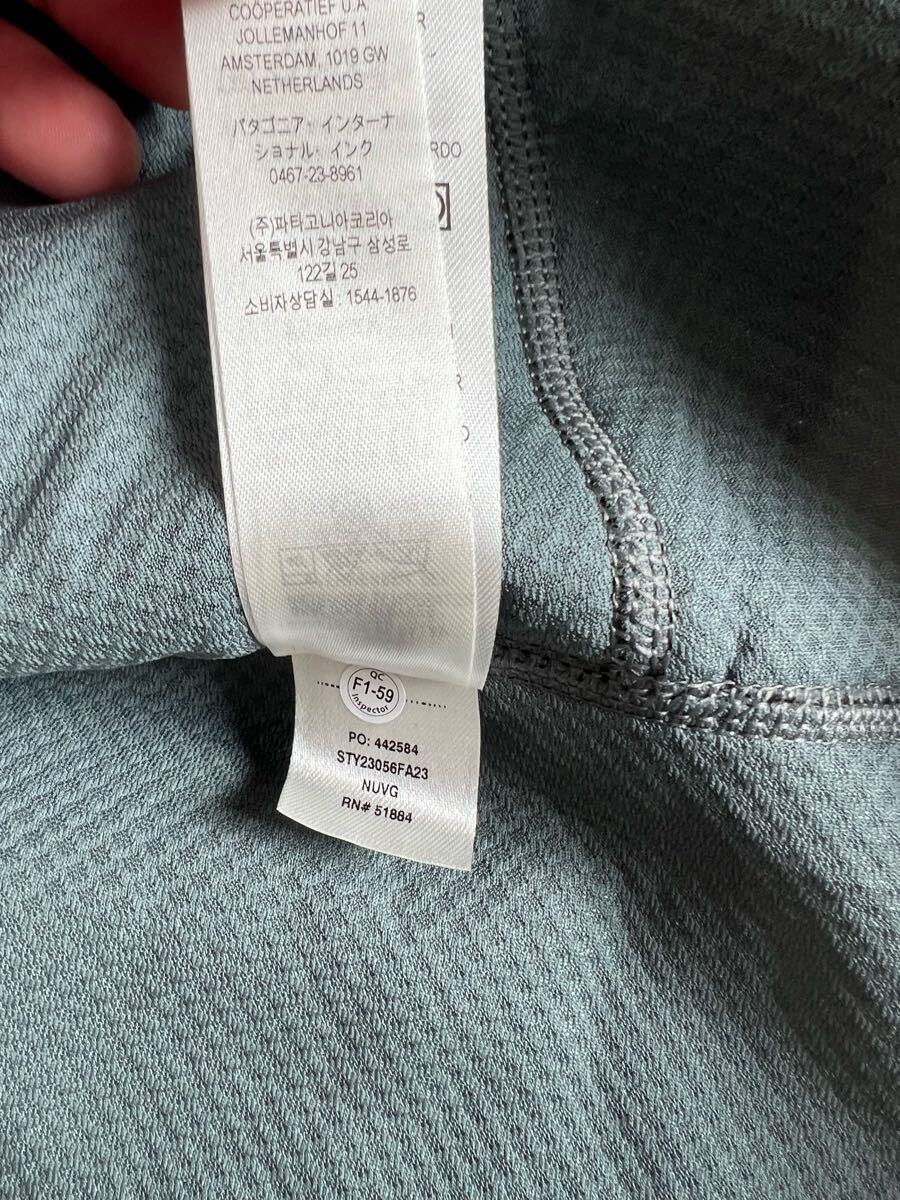 COÖPERATIEF U.A
JOLLEMANHOF 11
AMSTERDAM, 1019 GW
NETHERLANDS
パタゴニア・インターナ
ショナル・インク
0467-23-8961
(주)파타고니아코리아
서울특별시 강남구 삼성로
122길 25
소비자상담실 : 1544-1876
RDO
QC
F1-59
Inspector
PO: 442584
STY23056FA23
NUVG
RN# 51884